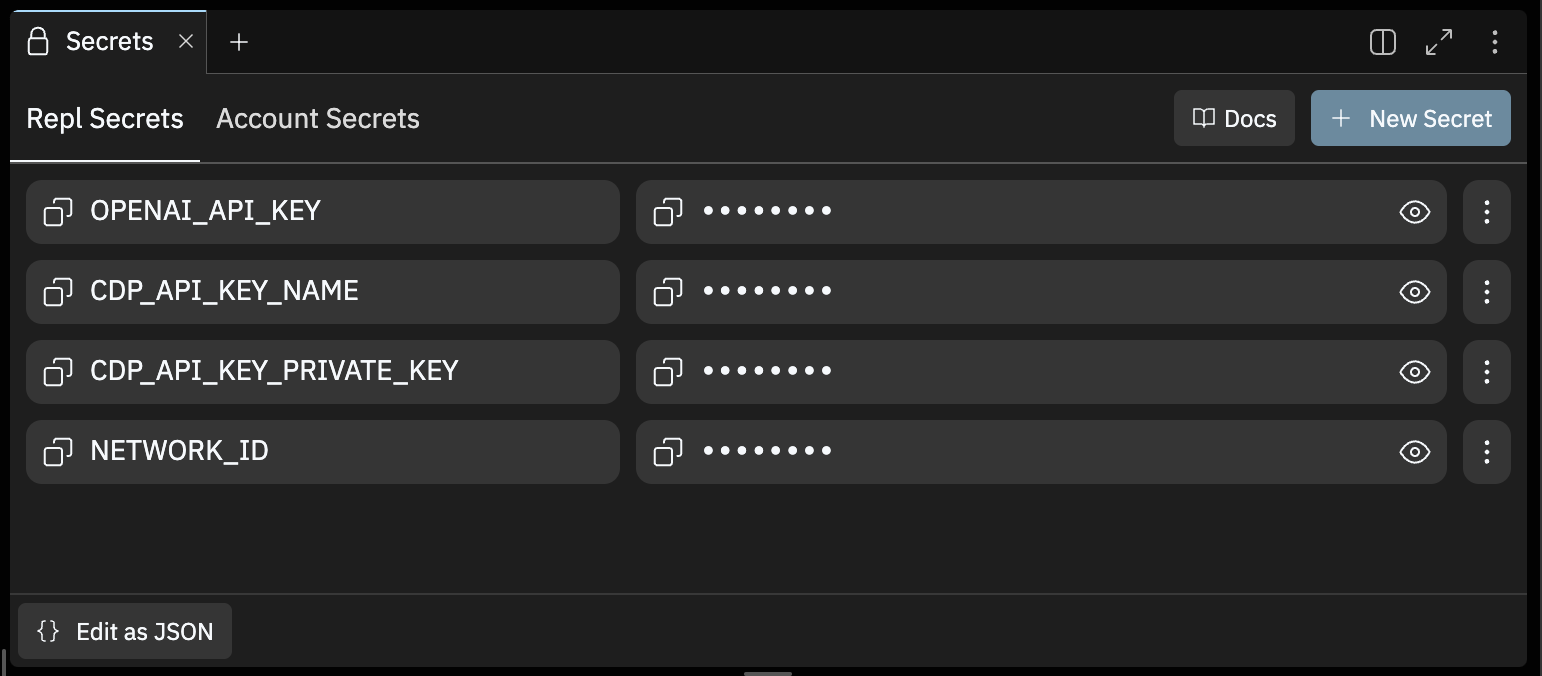 Secrets
Repl Secrets Account Secrets Docs New Secret
OPENAI_API_KEY ••••••••
CDP_API_KEY_NAME ••••••••
CDP_API_KEY_PRIVATE_KEY ••••••••
NETWORK_ID ••••••••
{} Edit as JSON